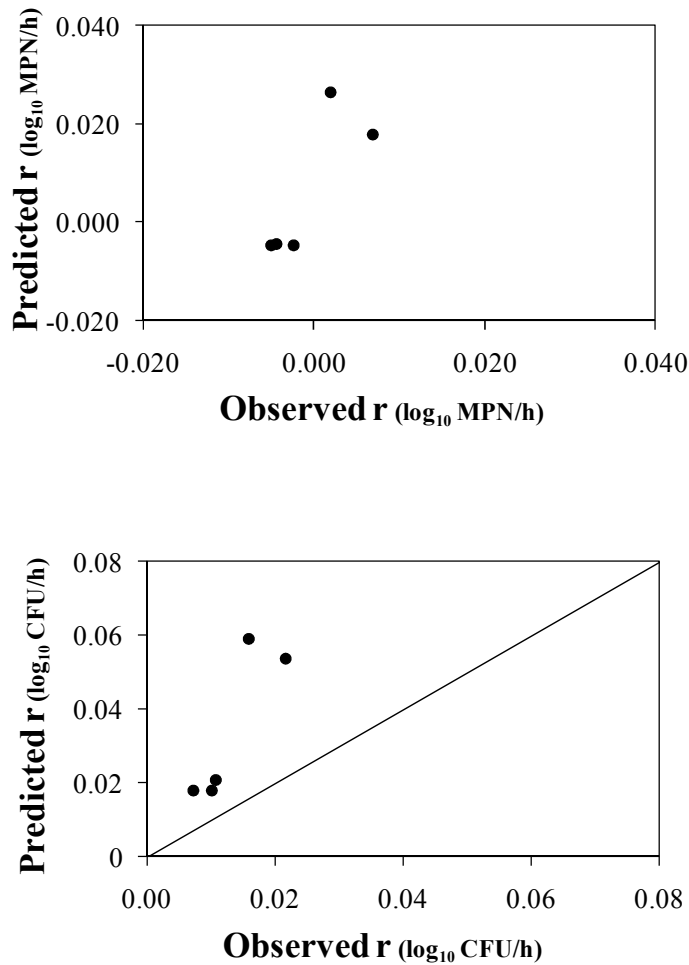 0.040
0.020
0.000
-0.020
Predicted r (log₁₀ MPN/h)
-0.020 0.000 0.020 0.040
Observed r (log₁₀ MPN/h)
0.08
0.06
0.04
0.02
0
Predicted r (log₁₀ CFU/h)
0.00 0.02 0.04 0.06 0.08
Observed r (log₁₀ CFU/h)